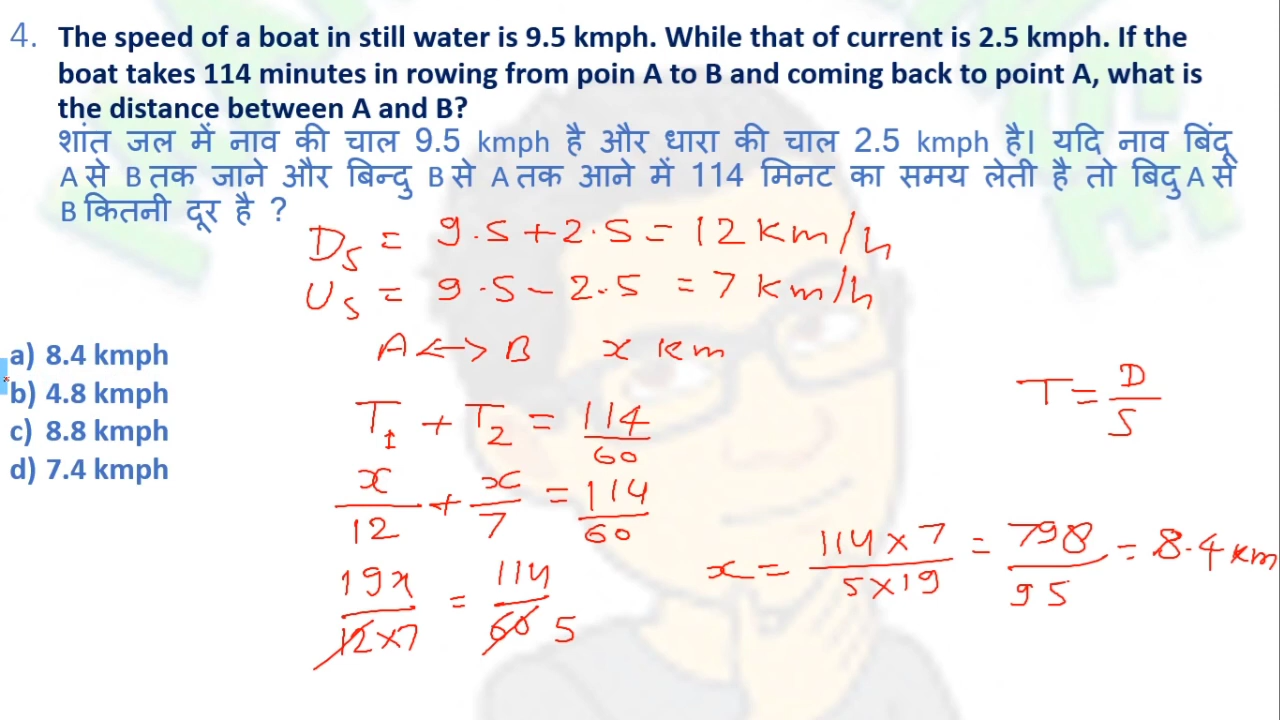 4. The speed of a boat in still water is 9.5 kmph. While that of current is 2.5 kmph. If the
boat takes 114 minutes in rowing from poin A to B and coming back to point A, what is
the distance between A and B?
शांत जल में नाव की चाल 9.5 kmph है और धारा की चाल 2.5 kmph है। यदि नाव बिंदू
A से B तक जाने और बिन्दु B से A तक आने में 114 मिनट का समय लेती है तो बिदु A से
B कितनी दूर है ?
DS = 9.5 + 2.5 = 12 Km/h
US = 9.5 - 2.5 = 7 Km/h
A <-> B x km
a) 8.4 kmph
b) 4.8 kmph
c) 8.8 kmph
d) 7.4 kmph
T = D/S
T1 + T2 = 114/60
x/12 + x/7 = 114/60
19x/12×7 = 114/60 5
x = 114×7/5×19 = 798/95 = 8.4 km